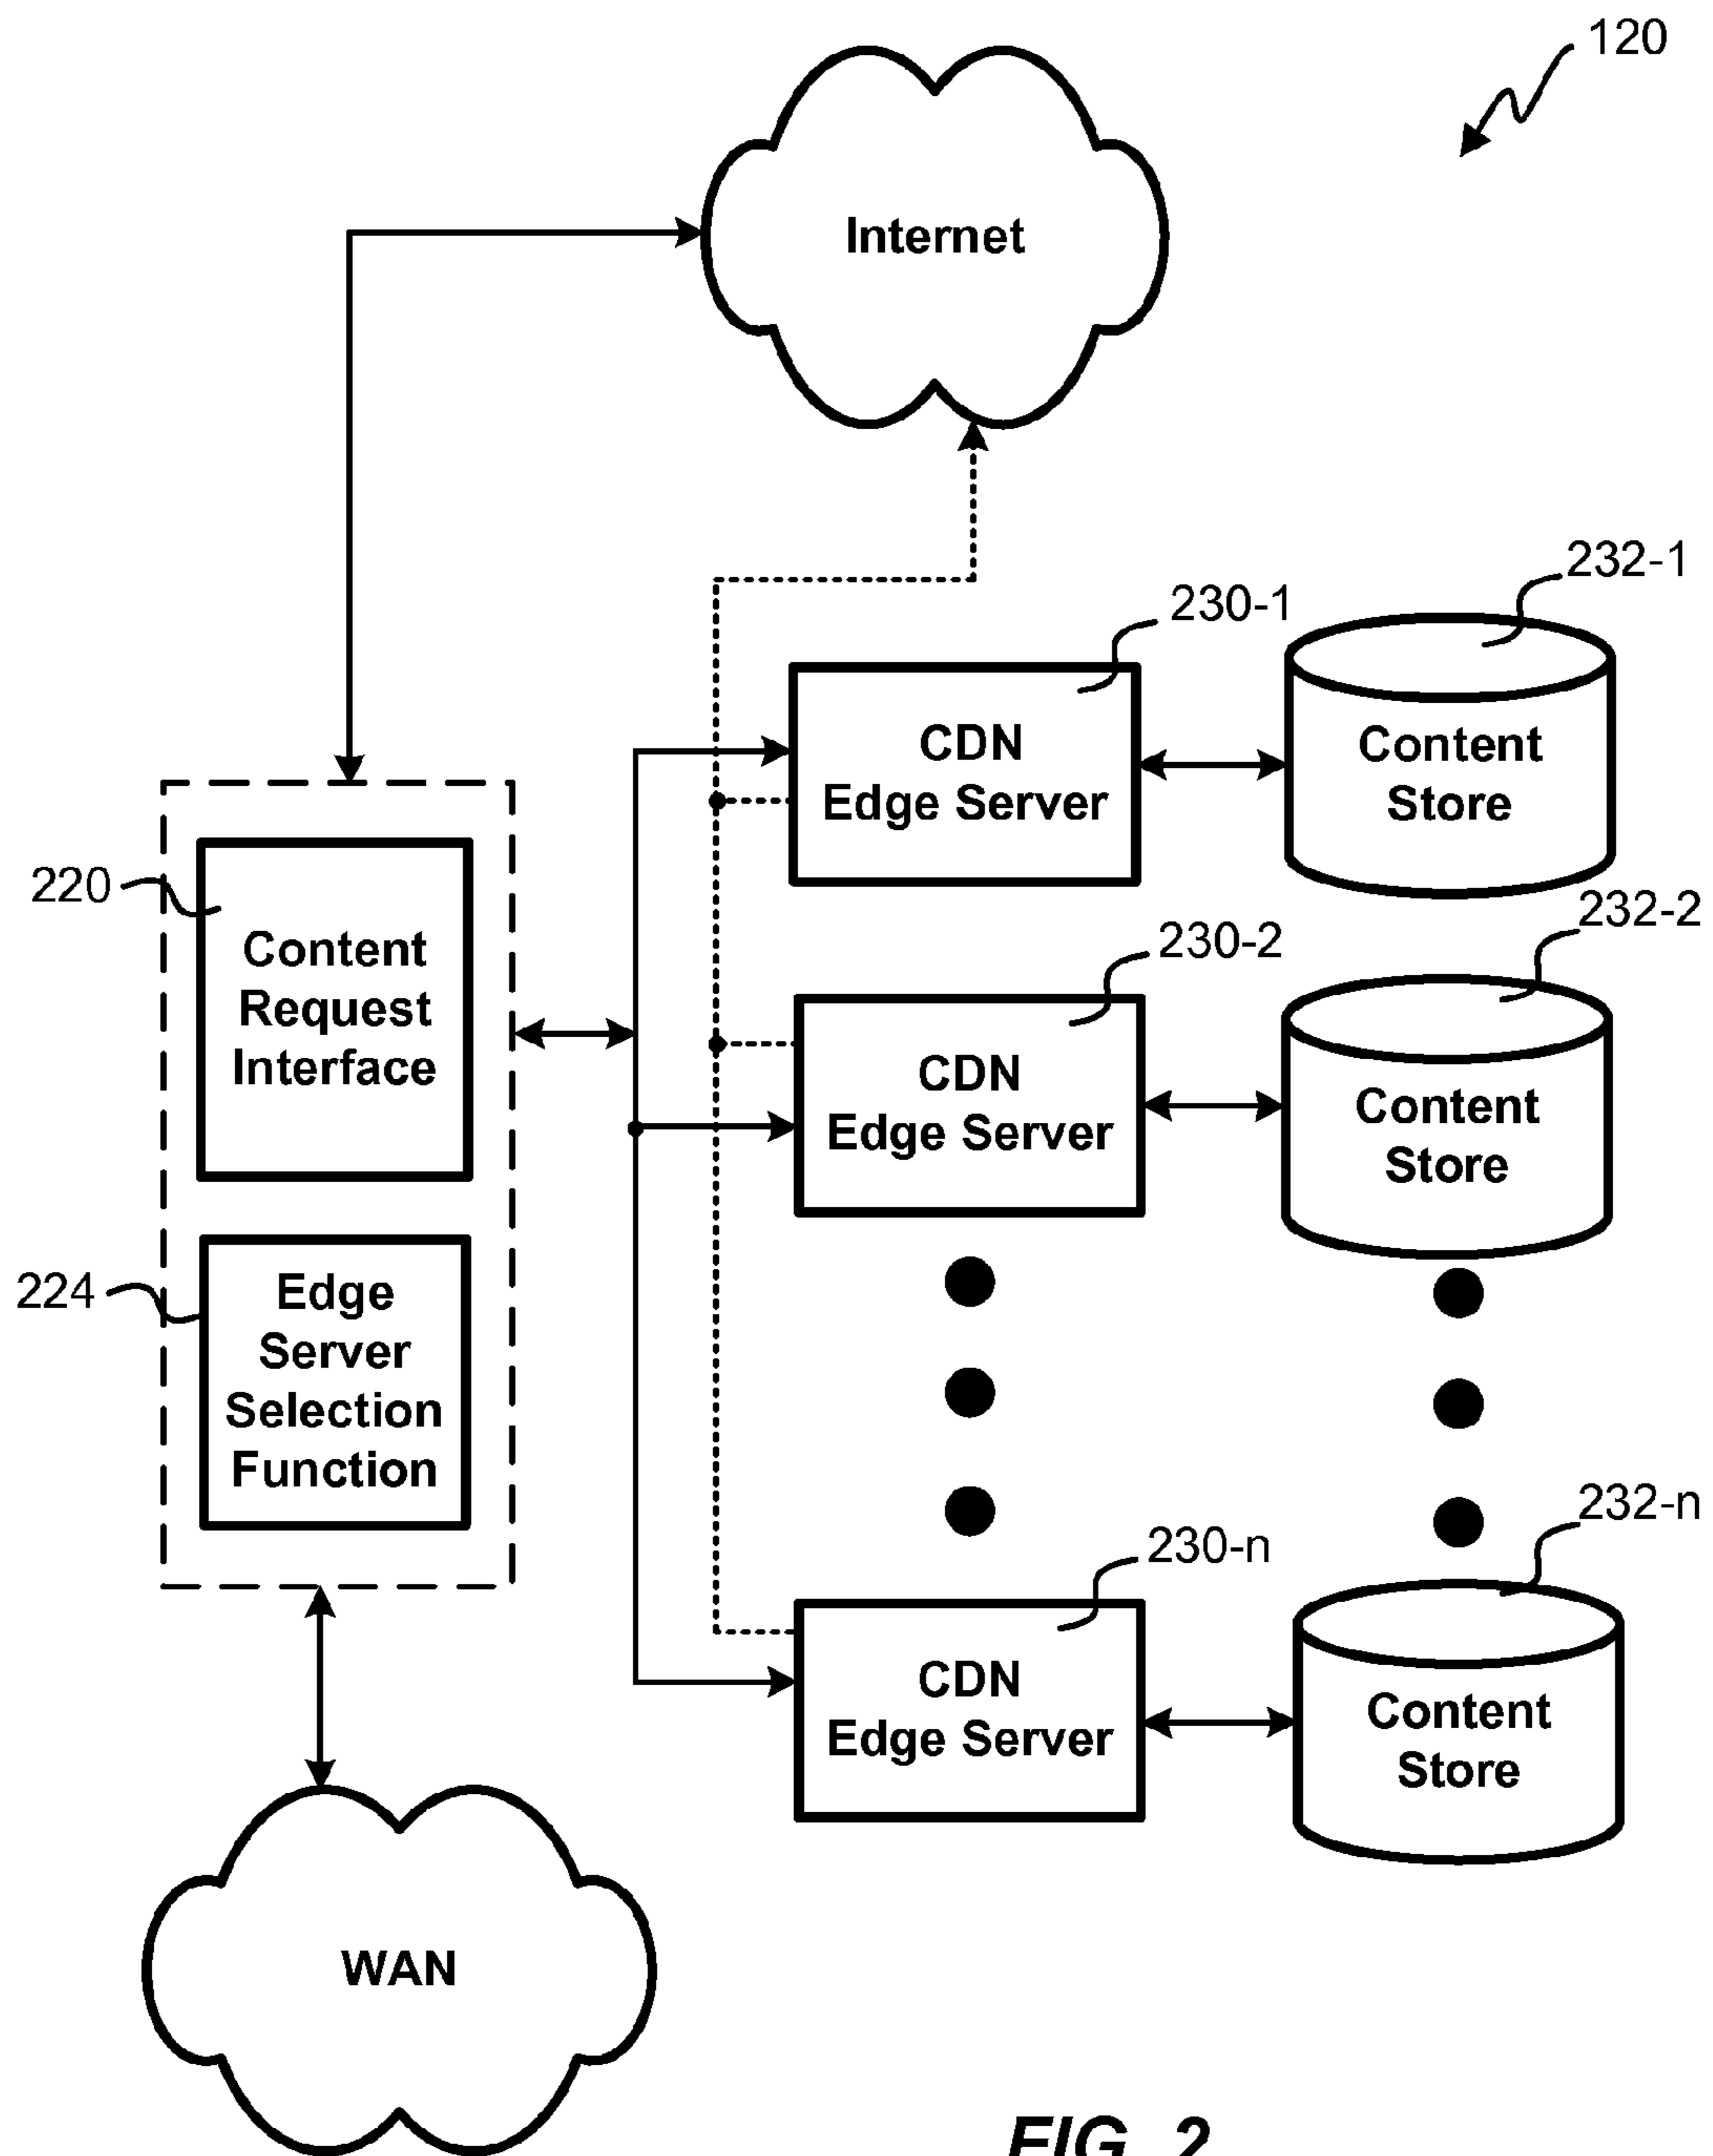 120
Internet
232-1
230-1
CDN
Edge Server
Content
Store
220
Content
Request
Interface
232-2
230-2
CDN
Edge Server
Content
Store
224
Edge
Server
Selection
Function
232-n
230-n
CDN
Edge Server
Content
Store
WAN
FIG. 2